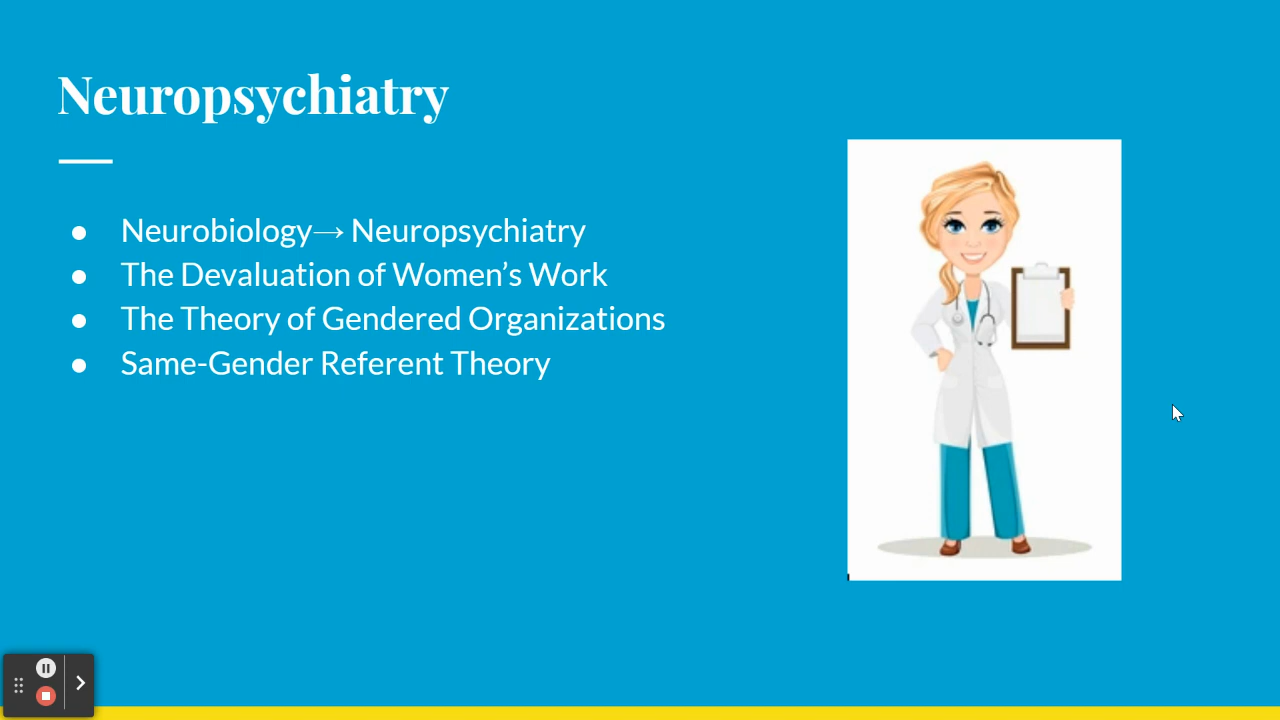 Neuropsychiatry
● Neurobiology→ Neuropsychiatry
● The Devaluation of Women’s Work
● The Theory of Gendered Organizations
● Same-Gender Referent Theory